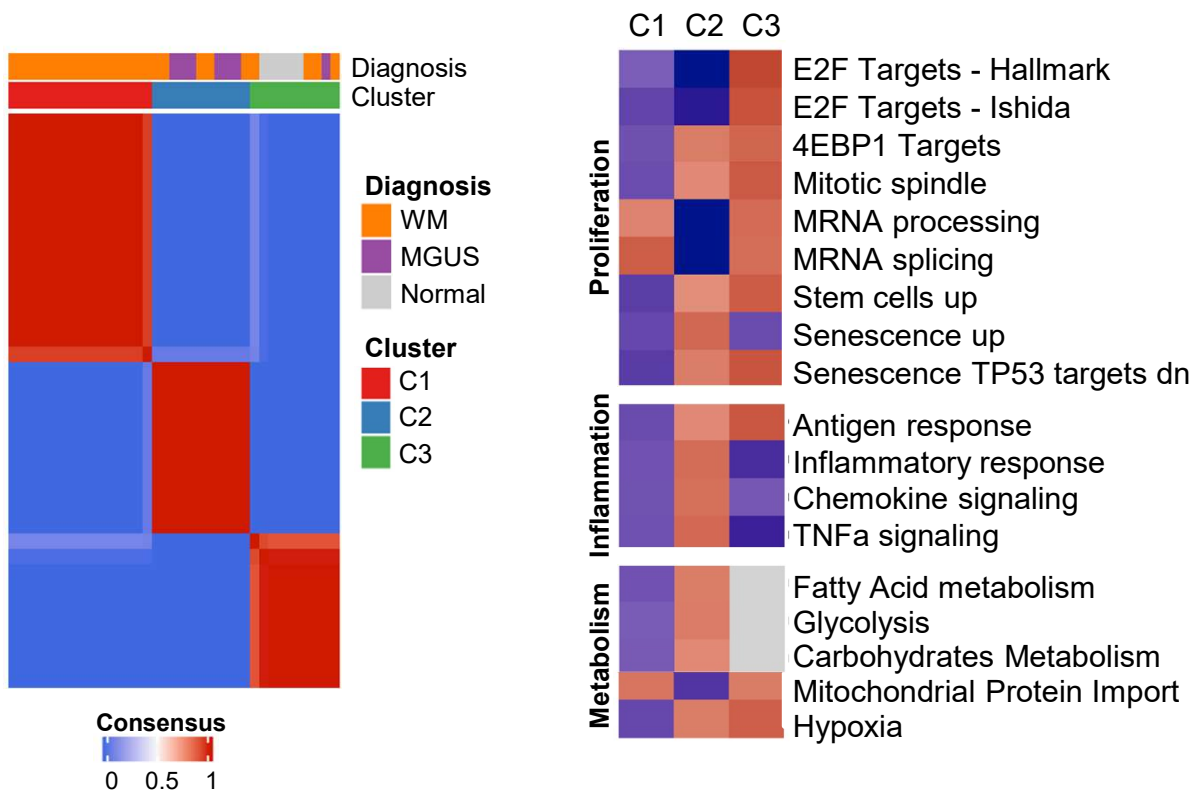 Diagnosis
Cluster
Diagnosis
WM
MGUS
Normal
Cluster
C1
C2
C3
Consensus
0 0.5 1
C1 C2 C3
Proliferation
E2F Targets - Hallmark
E2F Targets - Ishida
4EBP1 Targets
Mitotic spindle
MRNA processing
MRNA splicing
Stem cells up
Senescence up
Senescence TP53 targets dn
Inflammation
Antigen response
Inflammatory response
Chemokine signaling
TNFa signaling
Metabolism
Fatty Acid metabolism
Glycolysis
Carbohydrates Metabolism
Mitochondrial Protein Import
Hypoxia